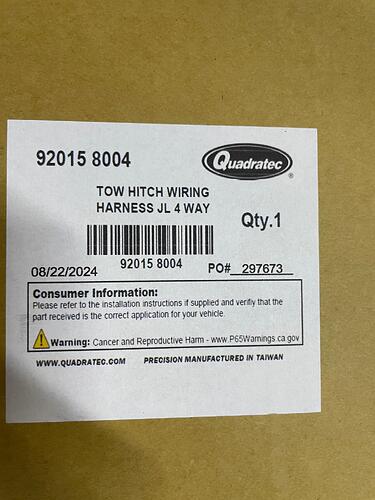 92015 8004
Quadratec
®
TOW HITCH WIRING
HARNESS JL 4 WAY
Qty.1
92015 8004
08/22/2024
PO# 297673
Consumer Information:
Please refer to the installation instructions if supplied and verify that the
part received is the correct application for your vehicle.
Warning: Cancer and Reproductive Harm - www.P65Warnings.ca.gov
WWW.QUADRATEC.COM PRECISION MANUFACTURED IN TAIWAN